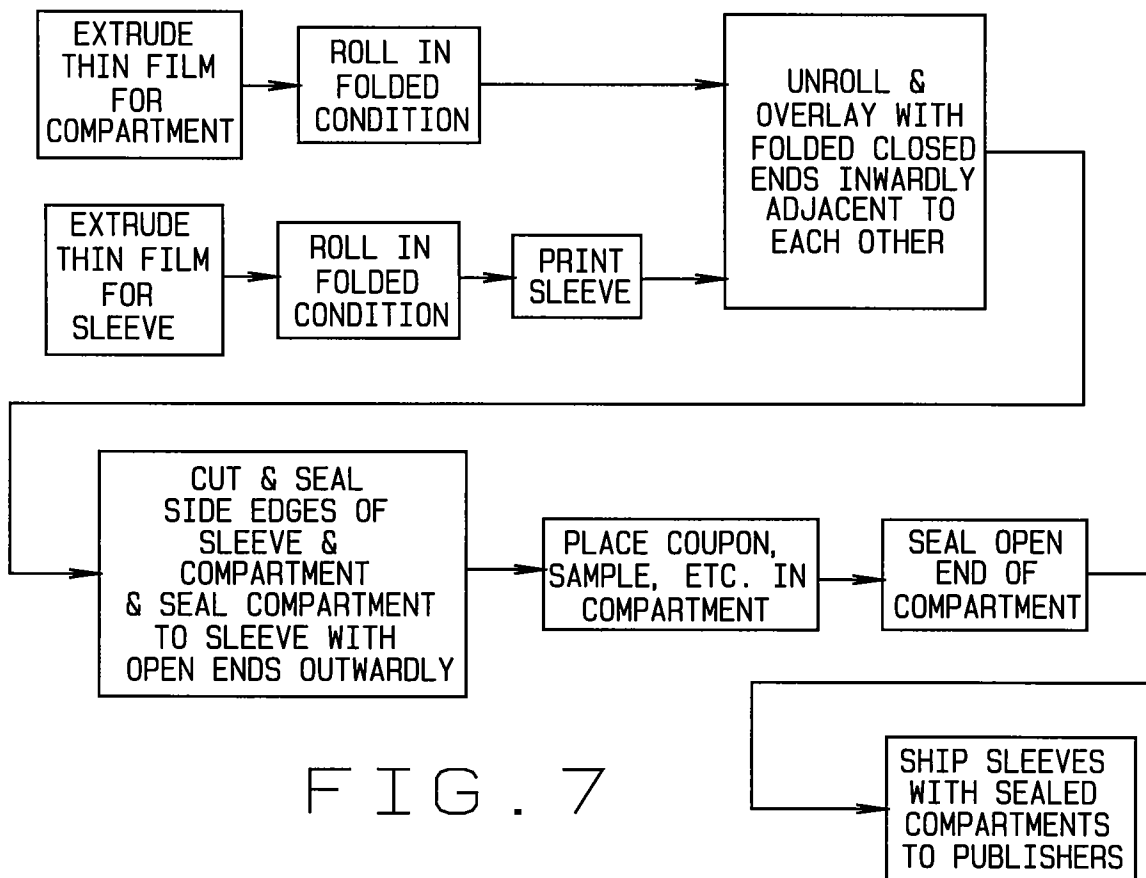 EXTRUDE
THIN FILM
FOR
COMPARTMENT
ROLL IN
FOLDED
CONDITION
UNROLL &
OVERLAY WITH
FOLDED CLOSED
ENDS INWARDLY
ADJACENT TO
EACH OTHER
EXTRUDE
THIN FILM
FOR
SLEEVE
ROLL IN
FOLDED
CONDITION
PRINT
SLEEVE
CUT & SEAL
SIDE EDGES OF
SLEEVE &
COMPARTMENT
& SEAL COMPARTMENT
TO SLEEVE WITH
OPEN ENDS OUTWARDLY
PLACE COUPON,
SAMPLE, ETC. IN
COMPARTMENT
SEAL OPEN
END OF
COMPARTMENT
SHIP SLEEVES
WITH SEALED
COMPARTMENTS
TO PUBLISHERS
FIG. 7